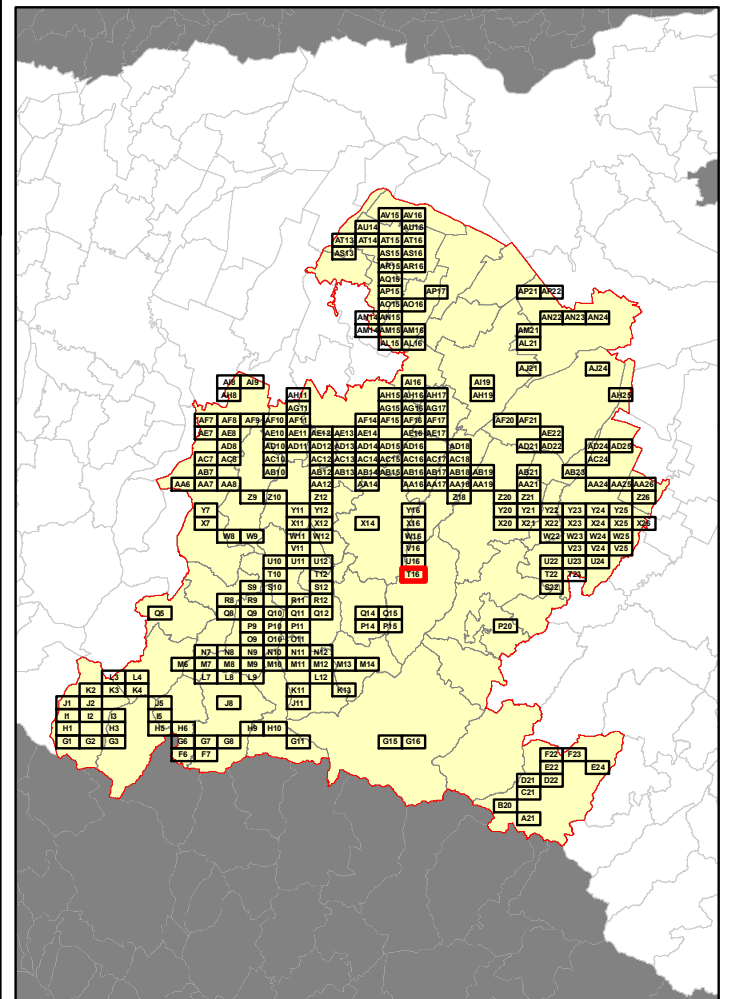 AV15 AV16
AU14 AU16
AT13 AT14 AT15 AT16
AS13 AS15 AS16
AR15 AR16
AQ15
AP15 AP17 AP21 AP22
AO15 AO16
AN14 AN15 AN22 AN23 AN24
AM14 AM15 AM16 AM21
AL15 AL16 AL21
AJ21 AJ24
AI8 AI9 AI16 AI19
AH8 AH11 AH15 AH16 AH17 AH19 AH25
AG11 AG15 AG16 AG17
AF7 AF8 AF9 AF10 AF11 AF14 AF15 AF16 AF17 AF20 AF21
AE7 AE8 AE10 AE11 AE12 AE13 AE14 AE16 AE17 AE22
AD8 AD10 AD11 AD12 AD13 AD14 AD15 AD16 AD18 AD21 AD22 AD24 AD25
AC7 AC8 AC10 AC12 AC13 AC14 AC15 AC16 AC17 AC18 AC24
AB7 AB10 AB12 AB13 AB14 AB15 AB16 AB17 AB18 AB19 AB21 AB23
AA6 AA7 AA8 AA12 AA14 AA16 AA17 AA18 AA19 AA21 AA24 AA25 AA26
Z9 Z10 Z12 Z18 Z20 Z21 Z26
Y7 Y11 Y12 Y16 Y20 Y21 Y22 Y23 Y24 Y25
X7 X11 X12 X14 X16 X20 X21 X22 X23 X24 X25 X26
W8 W9 W11 W12 W16 W22 W23 W24 W25
V11 V16 V23 V24 V25
U10 U11 U12 U16 U22 U23 U24
T10 T12 T16 T22 T23
S9 S10 S12 S22
R8 R9 R11 R12
Q5 Q8 Q9 Q10 Q11 Q12 Q14 Q15
P9 P10 P11 P14 P15 P20
O9 O10 O11
N7 N8 N9 N10 N11 N12
M6 M7 M8 M9 M10 M11 M12 M13 M14
L3 L4 L7 L8 L9 L12
K2 K3 K4 K11 K13
J1 J2 J5 J8 J11
I1 I2 I3 I5
H1 H3 H5 H6 H9 H10
G1 G2 G3 G6 G7 G8 G11 G15 G16
F6 F7 F22 F23
E22 E24
D21 D22
C21
B20
A21